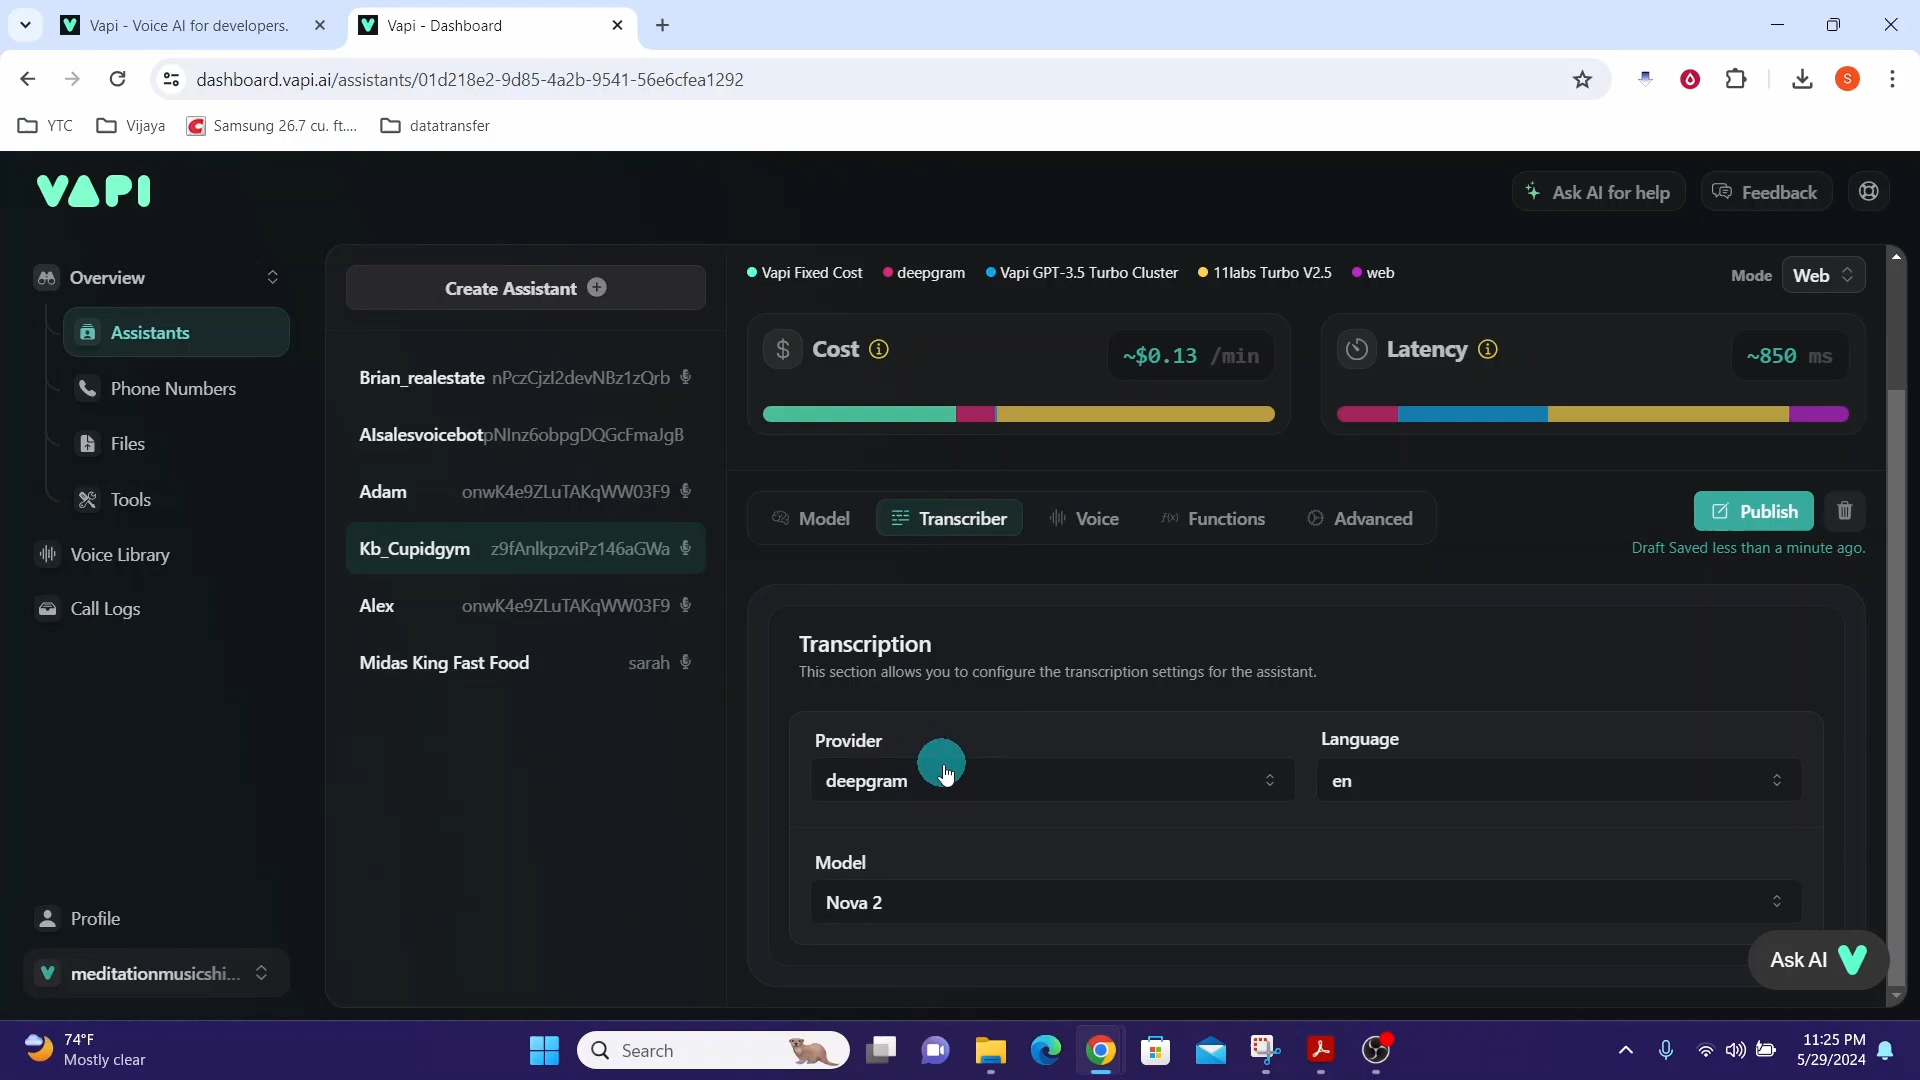 Vapi - Voice AI for developers.
Vapi - Dashboard
dashboard.vapi.ai/assistants/01d218e2-9d85-4a2b-9541-56e6cfea1292
S
YTC
Vijaya
Samsung 26.7 cu. ft....
datatransfer
VAPI
Ask AI for help
Feedback
Overview
Assistants
Phone Numbers
Files
Tools
Voice Library
Call Logs
Profile
meditationmusicshi...
Create Assistant
Brian_realestate nPczCjzI2devNBz1zQrb
AIsalesvoicebot pNInz6obpgDQGcFmaJgB
Adam onwK4e9ZLuTAKqWW03F9
Kb_Cupidgym z9fAnlkpzviPz146aGWa
Alex onwK4e9ZLuTAKqWW03F9
Midas King Fast Food sarah
Vapi Fixed Cost deepgram Vapi GPT-3.5 Turbo Cluster 11labs Turbo V2.5 web
Mode Web
$ Cost ~$0.13 /min
Latency ~850 ms
Model Transcriber Voice Functions Advanced
Publish
Draft Saved less than a minute ago.
Transcription
This section allows you to configure the transcription settings for the assistant.
Provider
deepgram
Language
en
Model
Nova 2
Ask AI
74°F
Mostly clear
Search
11:25 PM
5/29/2024